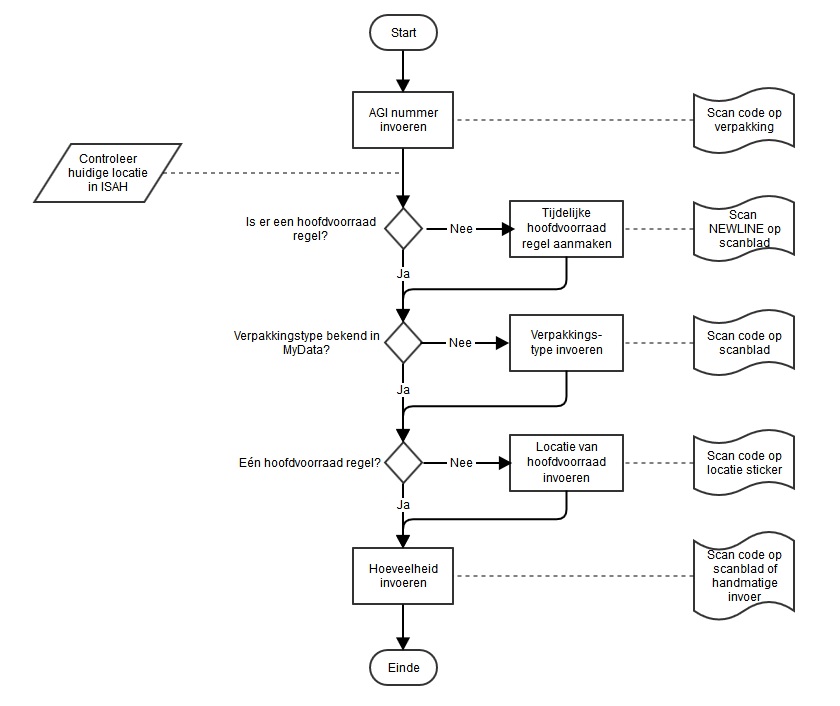 Start
AGI nummer
invoeren
Scan code op
verpakking
Controleer
huidige locatie
in ISAH
Is er een hoofdvoorraad
regel?
Nee
Tijdelijke
hoofdvoorraad
regel aanmaken
Scan
NEWLINE op
scanblad
Ja
Verpakkingstype bekend in
MyData?
Nee
Verpakkings-
type invoeren
Scan code op
scanblad
Ja
Eén hoofdvoorraad regel?
Nee
Locatie van
hoofdvoorraad
invoeren
Scan code op
locatie sticker
Ja
Hoeveelheid
invoeren
Scan code op
scanblad of
handmatige
invoer
Einde